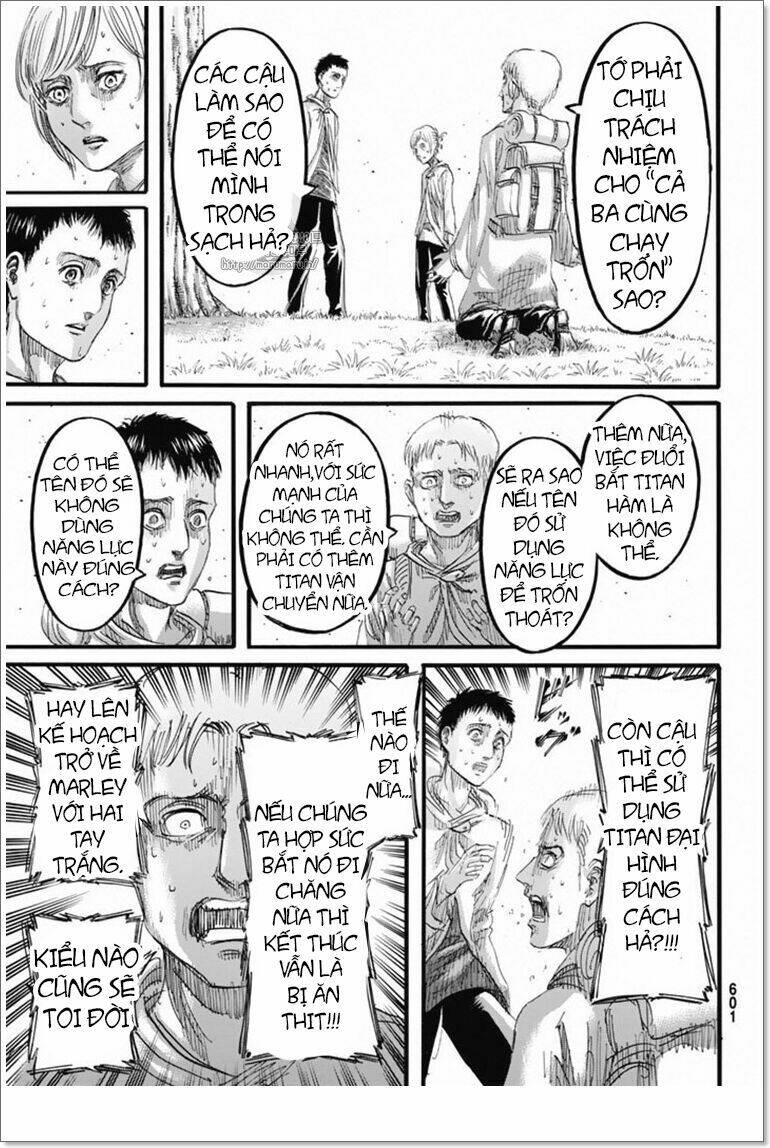 TỚ PHẢI
CHỊU
TRÁCH
NHIỆM
CHO "CẢ
BA CÙNG
CHẠY
TRỐN"
SAO?
CÁC CẬU
LÀM SAO
ĐỂ CÓ
THỂ NÓI
MÌNH
TRONG
SẠCH HẢ?
http://marumaru.in/
THÊM NỮA,
VIỆC ĐUỔI
BẮT TITAN
HÀM LÀ
KHÔNG
THỂ.
SẼ RA SAO
NẾU TÊN
ĐÓ SỬ
DỤNG
NĂNG LỰC
ĐỂ TRỐN
THOÁT?
NÓ RẤT
NHANH,VỚI SỨC
MẠNH CỦA
CHÚNG TA THÌ
KHÔNG THỂ. CẦN
PHẢI CÓ THÊM
TITAN VẬN
CHUYỂN NỮA.
CÓ THỂ
TÊN ĐÓ SẼ
KHÔNG
DÙNG
NĂNG LỰC
NÀY ĐÚNG
CÁCH?
CÒN CẬU
THÌ CÓ
THỂ SỬ
DỤNG
TITAN ĐẠI
HÌNH
ĐÚNG
CÁCH
HẢ?!!!
THẾ
NÀO
ĐI
NỮA...
NẾU CHÚNG
TA HỢP SỨC
BẮT NÓ ĐI
CHĂNG
NỮA THÌ
KẾT THÚC
VẪN LÀ
BỊ ĂN
THỊT!!!
HAY LÊN
KẾ HOẠCH
TRỞ VỀ
MARLEY
VỚI HAI
TAY
TRẮNG.
KIỂU NÀO
CŨNG SẼ
TOI ĐỜI
601